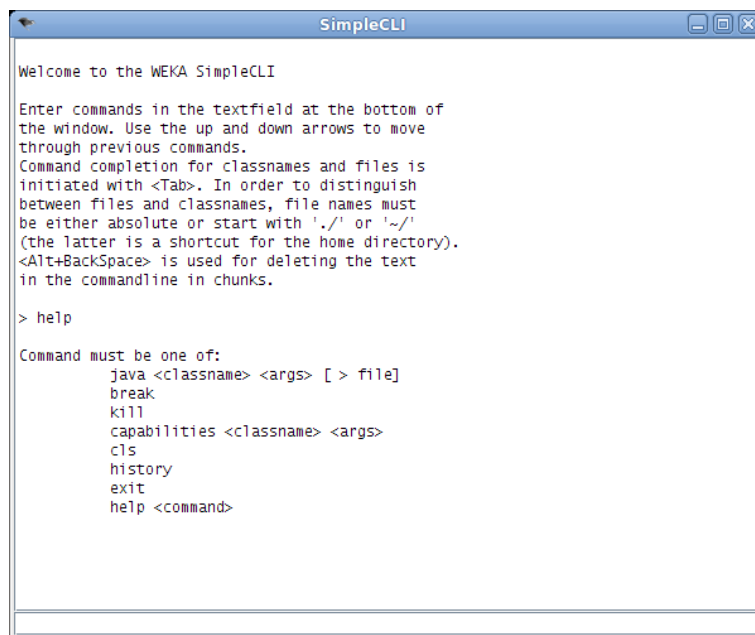 SimpleCLI
Welcome to the WEKA SimpleCLI
Enter commands in the textfield at the bottom of
the window. Use the up and down arrows to move
through previous commands.
Command completion for classnames and files is
initiated with <Tab>. In order to distinguish
between files and classnames, file names must
be either absolute or start with './' or '~/'
(the latter is a shortcut for the home directory).
<Alt+BackSpace> is used for deleting the text
in the commandline in chunks.
> help
Command must be one of:
java <classname> <args> [ > file]
break
kill
capabilities <classname> <args>
cls
history
exit
help <command>